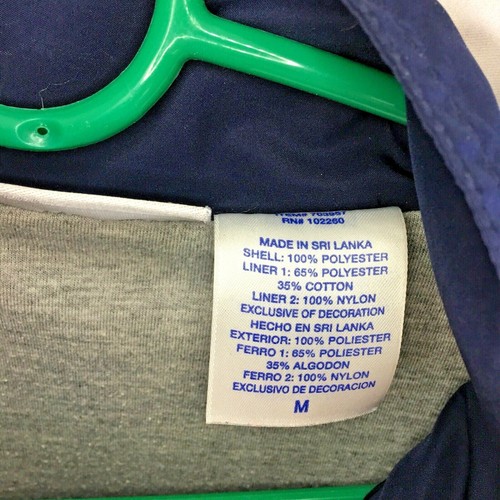 ITEM# 703987
RN# 102260
MADE IN SRI LANKA
SHELL: 100% POLYESTER
LINER 1: 65% POLYESTER
35% COTTON
LINER 2: 100% NYLON
EXCLUSIVE OF DECORATION
HECHO EN SRI LANKA
EXTERIOR: 100% POLIESTER
FERRO 1: 65% POLIESTER
35% ALGODON
FERRO 2: 100% NYLON
EXCLUSIVO DE DECORACION
M